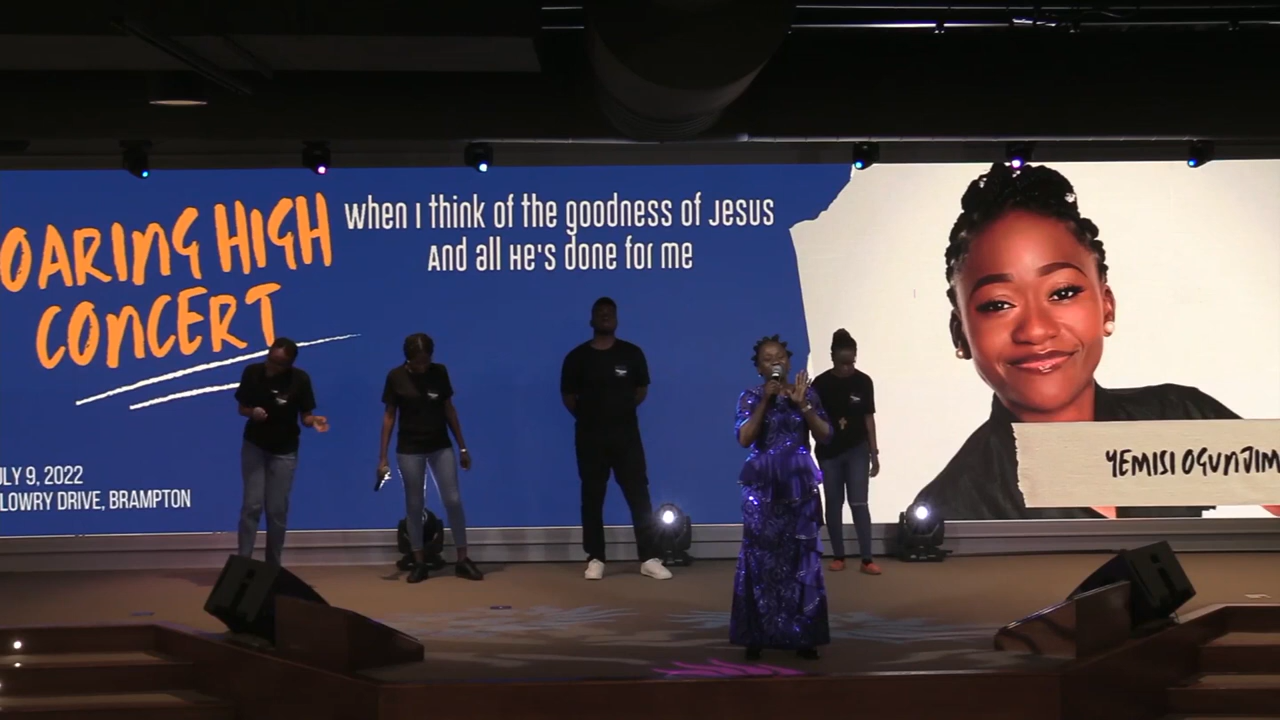 OARING HIGH
CONCERT
When I think of the goodness of Jesus
And all He's done for me
ULY 9, 2022
LOWRY DRIVE, BRAMPTON
YEMISI OGUNJIM